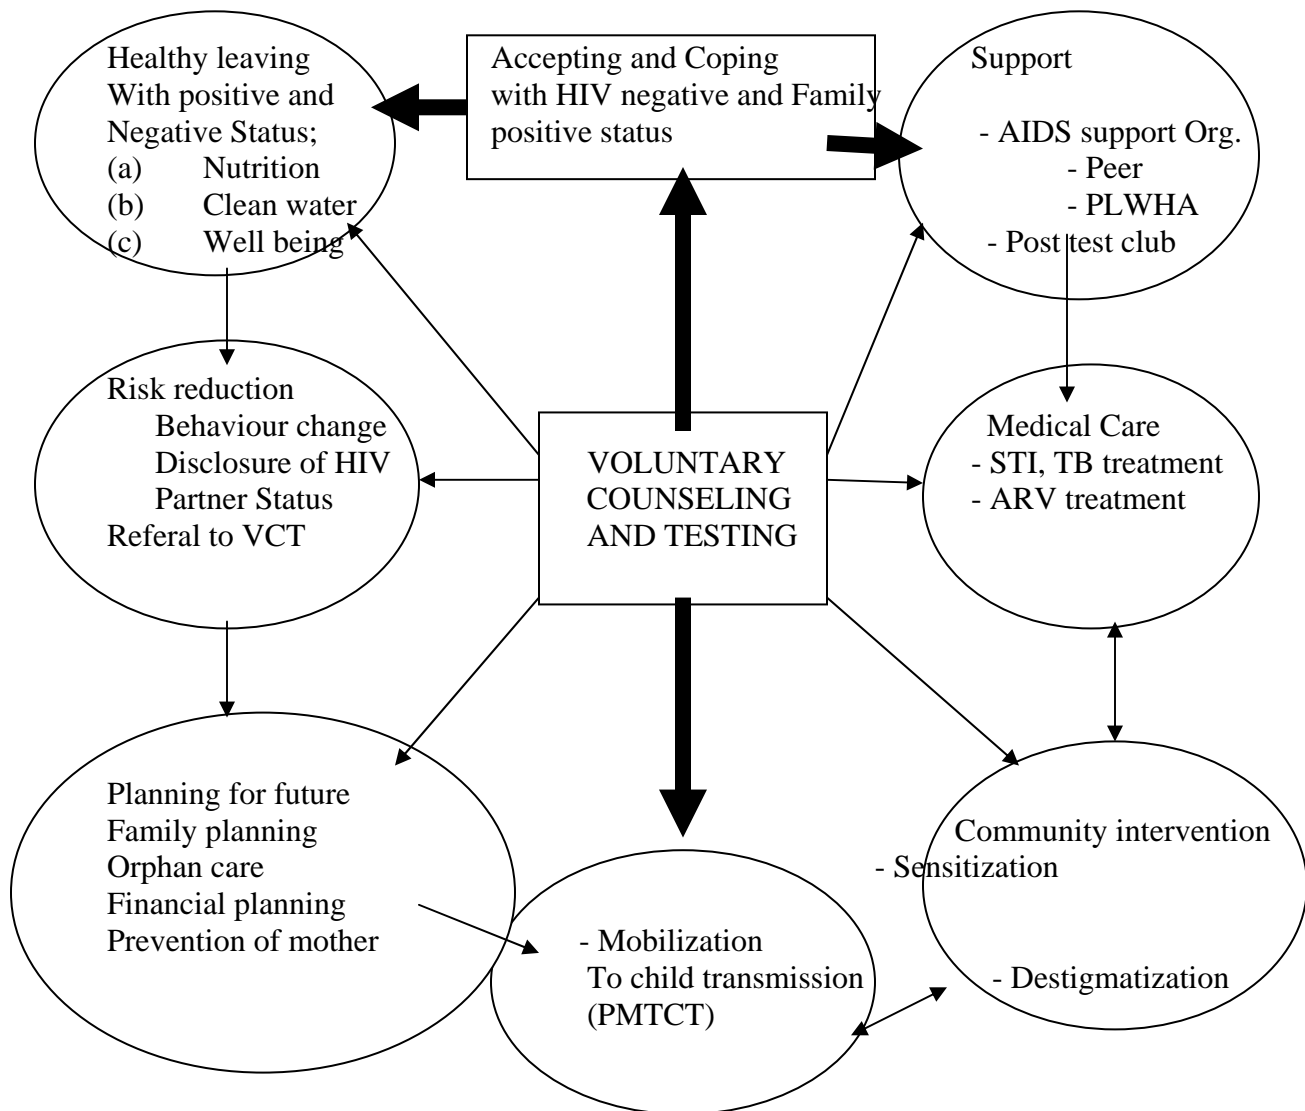 Healthy leaving
With positive and
Negative Status;
(a) Nutrition
(b) Clean water
(c) Well being
Accepting and Coping
with HIV negative and Family
positive status
Support
- AIDS support Org.
- Peer
- PLWHA
- Post test club
Risk reduction
Behaviour change
Disclosure of HIV
Partner Status
Referal to VCT
VOLUNTARY
COUNSELING
AND TESTING
Medical Care
- STI, TB treatment
- ARV treatment
Planning for future
Family planning
Orphan care
Financial planning
Prevention of mother
- Mobilization
To child transmission
(PMTCT)
Community intervention
- Sensitization
- Destigmatization